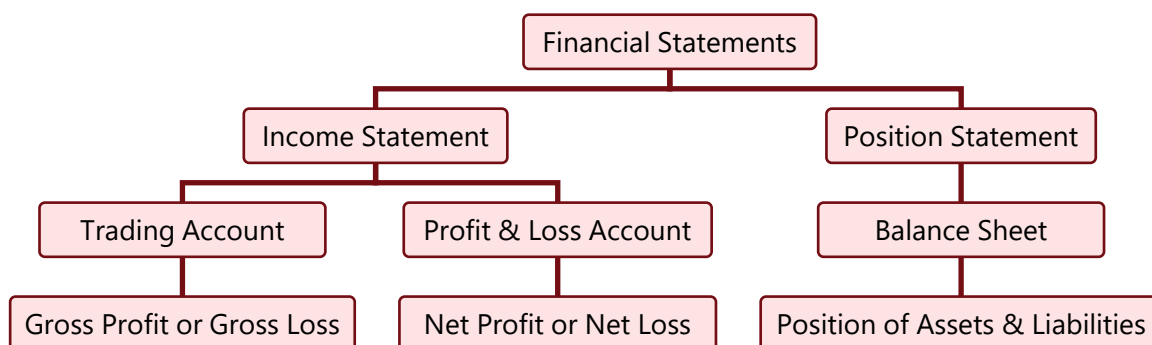 Financial Statements
Income Statement
Position Statement
Trading Account
Profit & Loss Account
Balance Sheet
Gross Profit or Gross Loss
Net Profit or Net Loss
Position of Assets & Liabilities